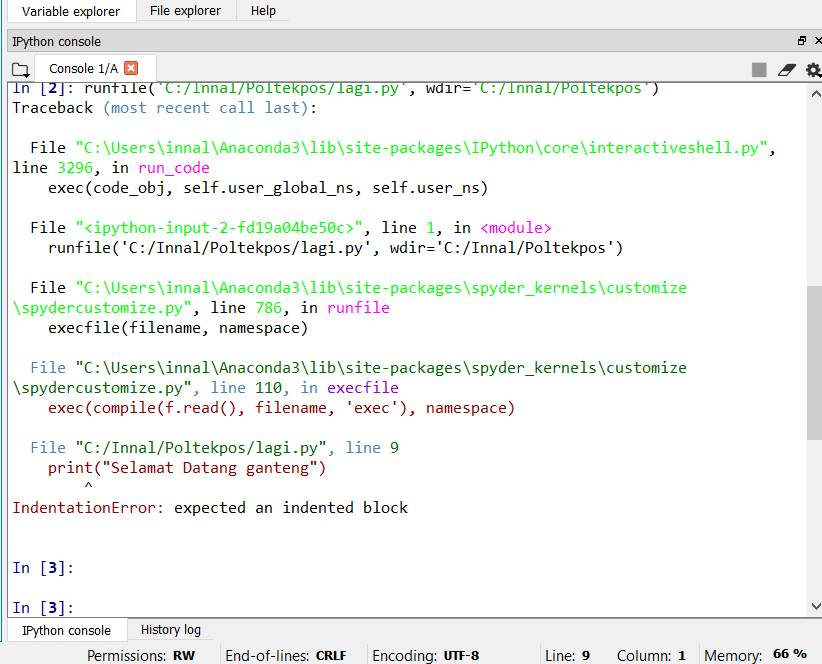 Variable explorer File explorer Help
IPython console
Console 1/A
In [2]: runfile('C:/Innal/Poltekpos/lagi.py', wdir='C:/Innal/Poltekpos')
Traceback (most recent call last):
File "C:\Users\innal\Anaconda3\lib\site-packages\IPython\core\interactiveshell.py",
line 3296, in run_code
exec(code_obj, self.user_global_ns, self.user_ns)
File "<ipython-input-2-fd19a04be50c>", line 1, in <module>
runfile('C:/Innal/Poltekpos/lagi.py', wdir='C:/Innal/Poltekpos')
File "C:\Users\innal\Anaconda3\lib\site-packages\spyder_kernels\customize
\spydercustomize.py", line 786, in runfile
execfile(filename, namespace)
File "C:\Users\innal\Anaconda3\lib\site-packages\spyder_kernels\customize
\spydercustomize.py", line 110, in execfile
exec(compile(f.read(), filename, 'exec'), namespace)
File "C:/Innal/Poltekpos/lagi.py", line 9
print("Selamat Datang ganteng")
^
IndentationError: expected an indented block
In [3]:
In [3]:
IPython console History log
Permissions: RW End-of-lines: CRLF Encoding: UTF-8 Line: 9 Column: 1 Memory: 66 %